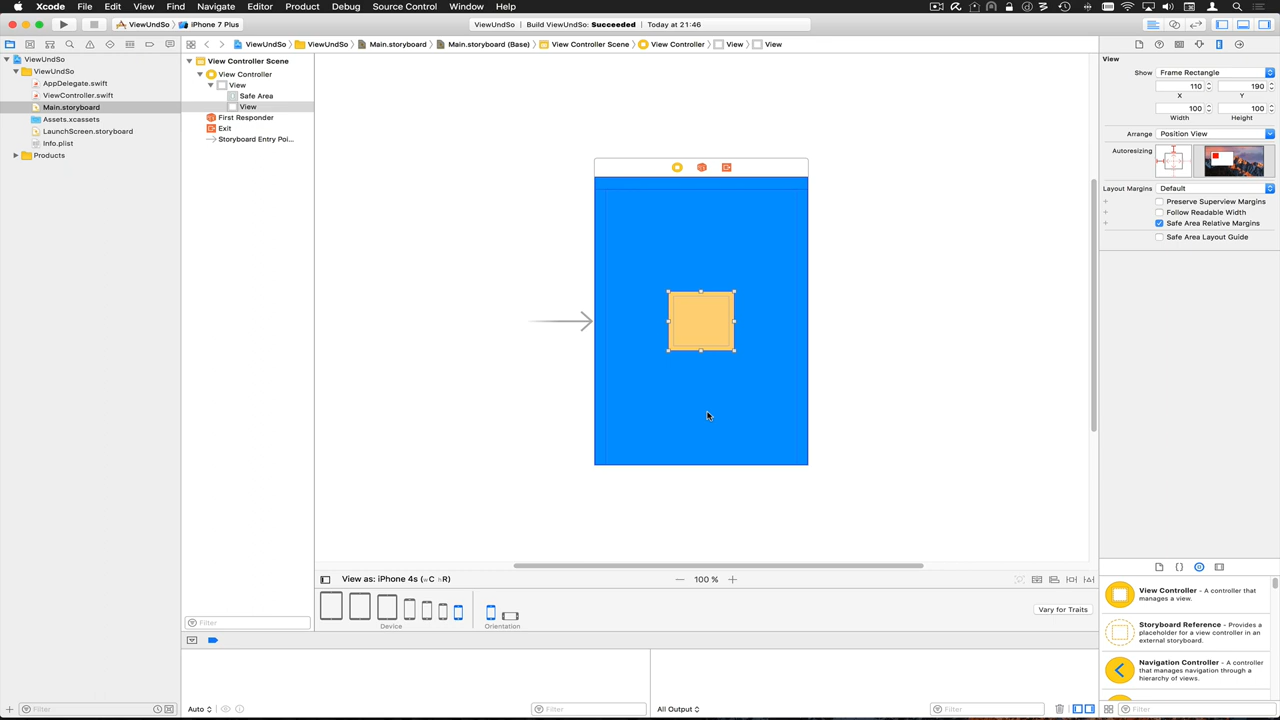 Xcode File Edit View Find Navigate Editor Product Debug Source Control Window Help
ViewUndSo iPhone 7 Plus ViewUndSo: Build ViewUndSo: Succeeded Today at 21:46
ViewUndSo ViewUndSo Main.storyboard Main.storyboard (Base) View Controller Scene View Controller View View
ViewUndSo
ViewUndSo
AppDelegate.swift
ViewController.swift
Main.storyboard
Assets.xcassets
LaunchScreen.storyboard
Info.plist
Products
Filter
View Controller Scene
View Controller
View
Safe Area
View
First Responder
Exit
Storyboard Entry Poi...
Filter
View as: iPhone 4s (wC hR)
100 %
Device
Orientation
Vary for Traits
Auto
Filter
All Output
Filter
View
Show Frame Rectangle
110 190
X Y
100 100
Width Height
Arrange Position View
Autoresizing
Layout Margins Default
Preserve Superview Margins
Follow Readable Width
Safe Area Relative Margins
Safe Area Layout Guide
View Controller - A controller that
manages a view.
Storyboard Reference - Provides a
placeholder for a view controller in an
external storyboard.
Navigation Controller - A controller
that manages navigation through a
hierarchy of views.
Filter